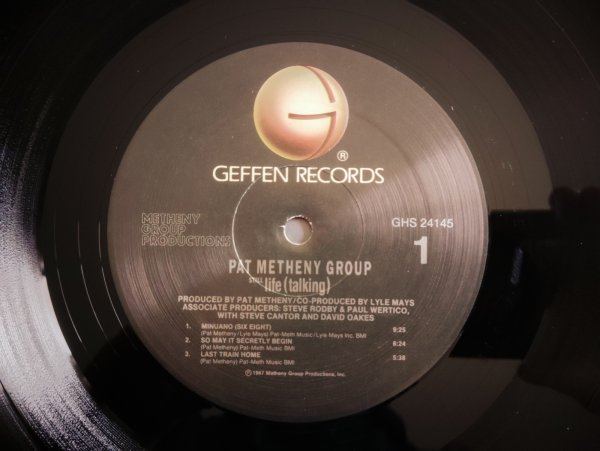 G
®
GEFFEN RECORDS
METHENY
GROUP
PRODUCTIONS
GHS 24145
1
PAT METHENY GROUP
STILL life (talking)
PRODUCED BY PAT METHENY/CO-PRODUCED BY LYLE MAYS
ASSOCIATE PRODUCERS: STEVE RODBY & PAUL WERTICO,
WITH STEVE CANTOR AND DAVID OAKES
1. MINUANO (SIX EIGHT) 9:25
(Pat Metheny/Lyle Mays) Pat-Meth Music/Lyle Mays Inc. BMI
2. SO MAY IT SECRETLY BEGIN 6:24
(Pat Metheny) Pat-Meth Music BMI
3. LAST TRAIN HOME 5:38
(Pat Metheny) Pat-Meth Music BMI
℗ 1987 Metheny Group Productions, Inc.